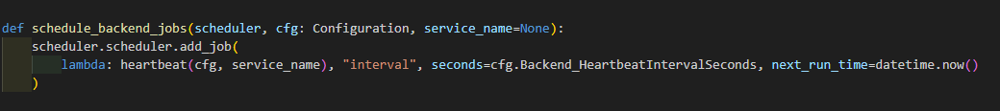 def schedule_backend_jobs(scheduler, cfg: Configuration, service_name=None):
    scheduler.scheduler.add_job(
        lambda: heartbeat(cfg, service_name), "interval", seconds=cfg.Backend_HeartbeatIntervalSeconds, next_run_time=datetime.now()
    )